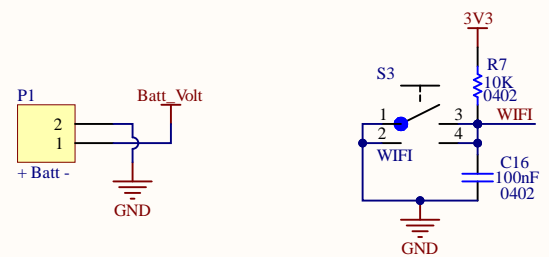 3V3
R7
10K
0402
S3
P1
Batt_Volt
2
1
+ Batt -
GND
1
2
WIFI
3
4
WIFI
C16
100nF
0402
GND